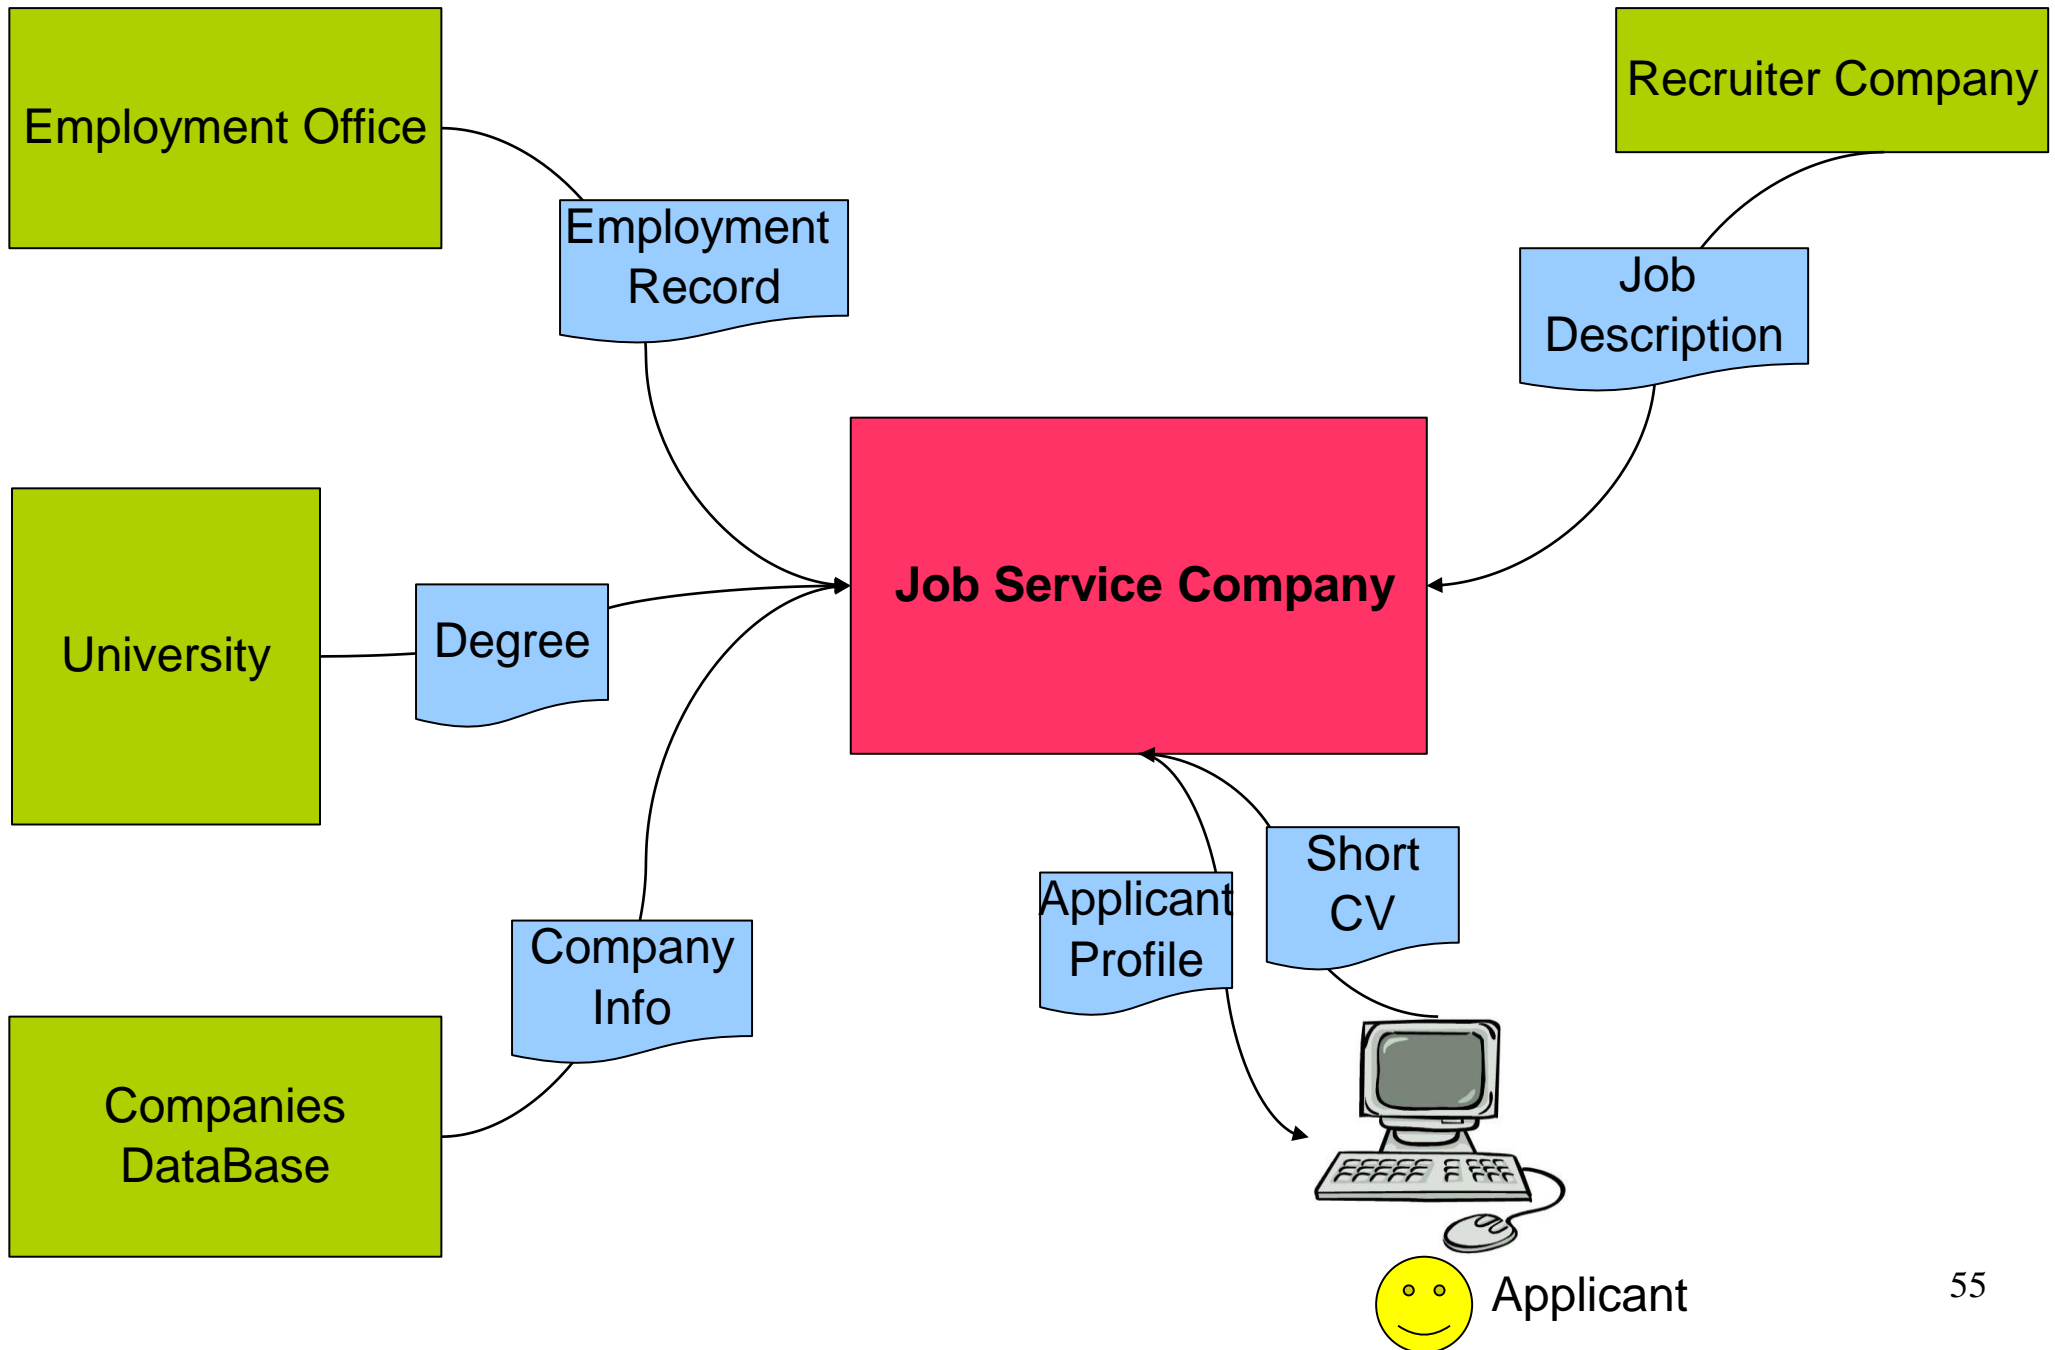 Employment Office
Recruiter Company
Employment
Record
Job
Description
Job Service Company
University
Degree
Short
CV
Applicant
Profile
Company
Info
Companies
DataBase
Applicant
55